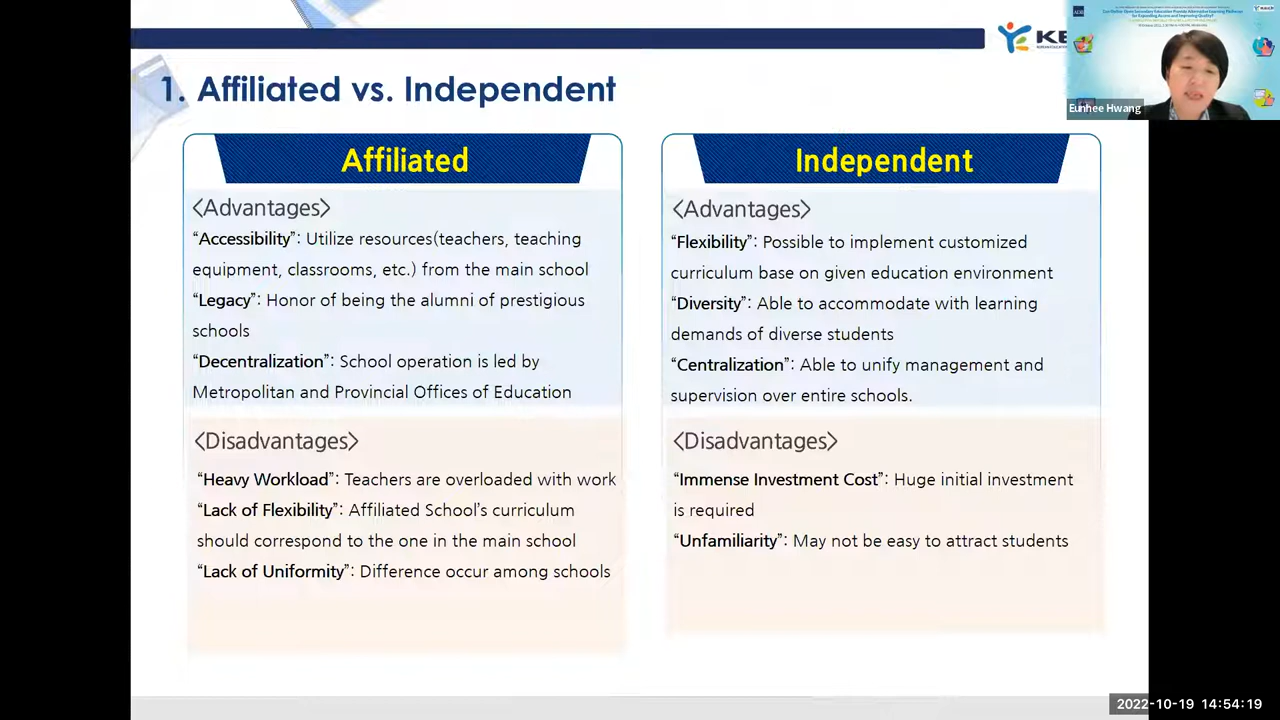 1. Affiliated vs. Independent
Affiliated
<Advantages>
“Accessibility”: Utilize resources(teachers, teaching
equipment, classrooms, etc.) from the main school
“Legacy”: Honor of being the alumni of prestigious
schools
“Decentralization”: School operation is led by
Metropolitan and Provincial Offices of Education
<Disadvantages>
“Heavy Workload”: Teachers are overloaded with work
“Lack of Flexibility”: Affiliated School’s curriculum
should correspond to the one in the main school
“Lack of Uniformity”: Difference occur among schools
Independent
<Advantages>
“Flexibility”: Possible to implement customized
curriculum base on given education environment
“Diversity”: Able to accommodate with learning
demands of diverse students
“Centralization”: Able to unify management and
supervision over entire schools.
<Disadvantages>
“Immense Investment Cost”: Huge initial investment
is required
“Unfamiliarity”: May not be easy to attract students
ADB
Eunhee Hwang
2022-10-19 14:54:19